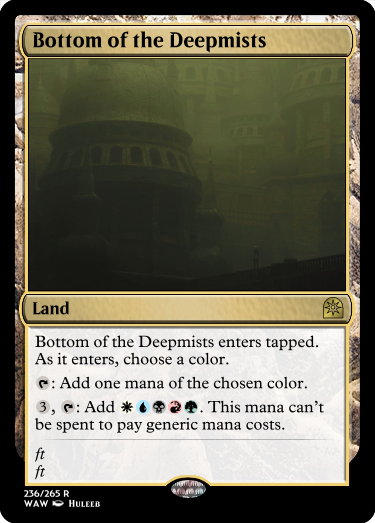 Bottom of the Deepmists
Land
Bottom of the Deepmists enters tapped.
As it enters, choose a color.
: Add one mana of the chosen color.
3, : Add . This mana can't
be spent to pay generic mana costs.
ft
ft
236/265 R
WAW Huleeb